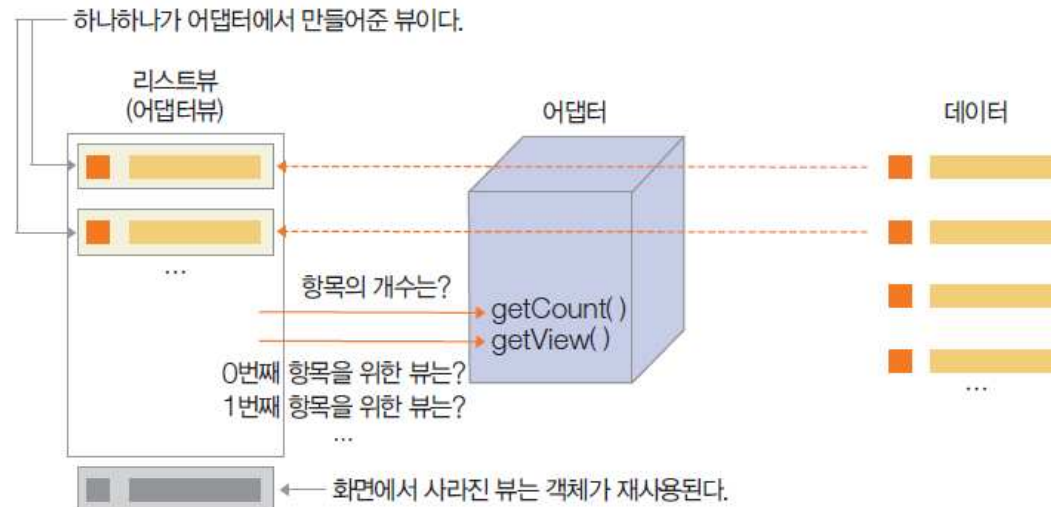 하나하나가 어댑터에서 만들어준 뷰이다.
리스트뷰
(어댑터뷰)
어댑터
데이터
...
항목의 개수는?
getCount( )
getView( )
0번째 항목을 위한 뷰는?
1번째 항목을 위한 뷰는?
...
...
화면에서 사라진 뷰는 객체가 재사용된다.